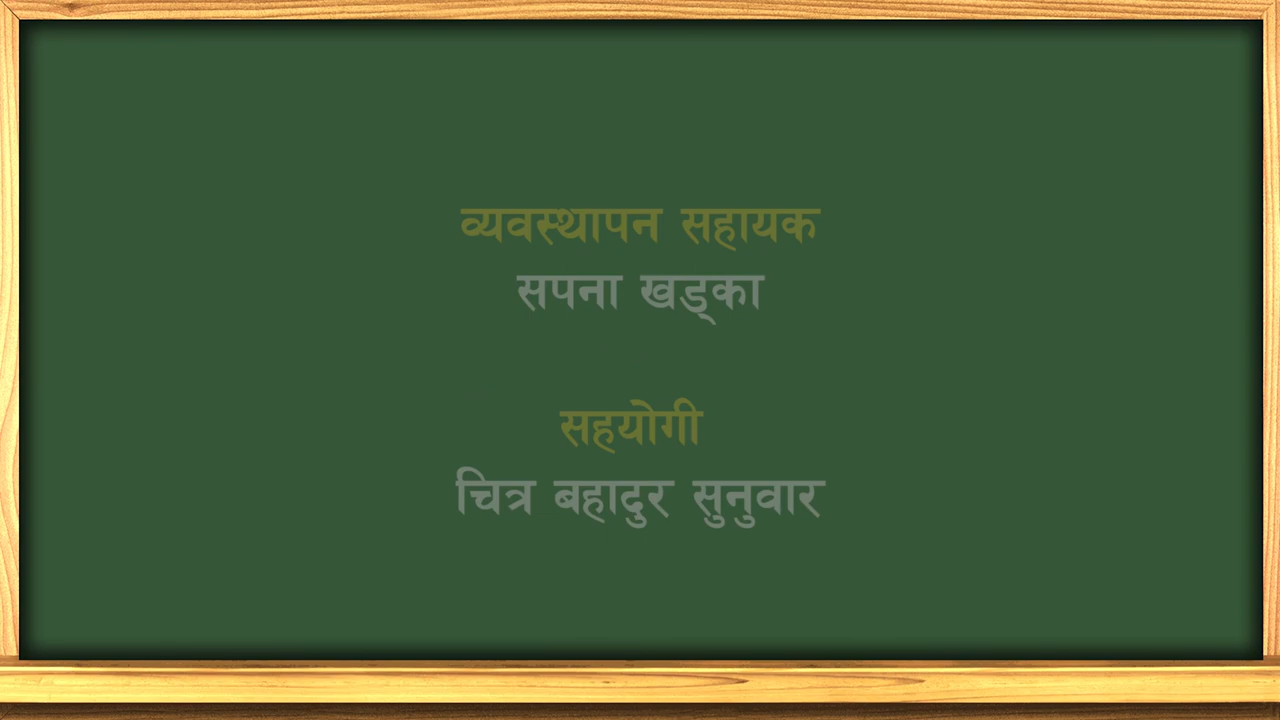 व्यवस्थापन सहायक
सपना खड्का
सहयोगी
चित्र बहादुर सुनुवार